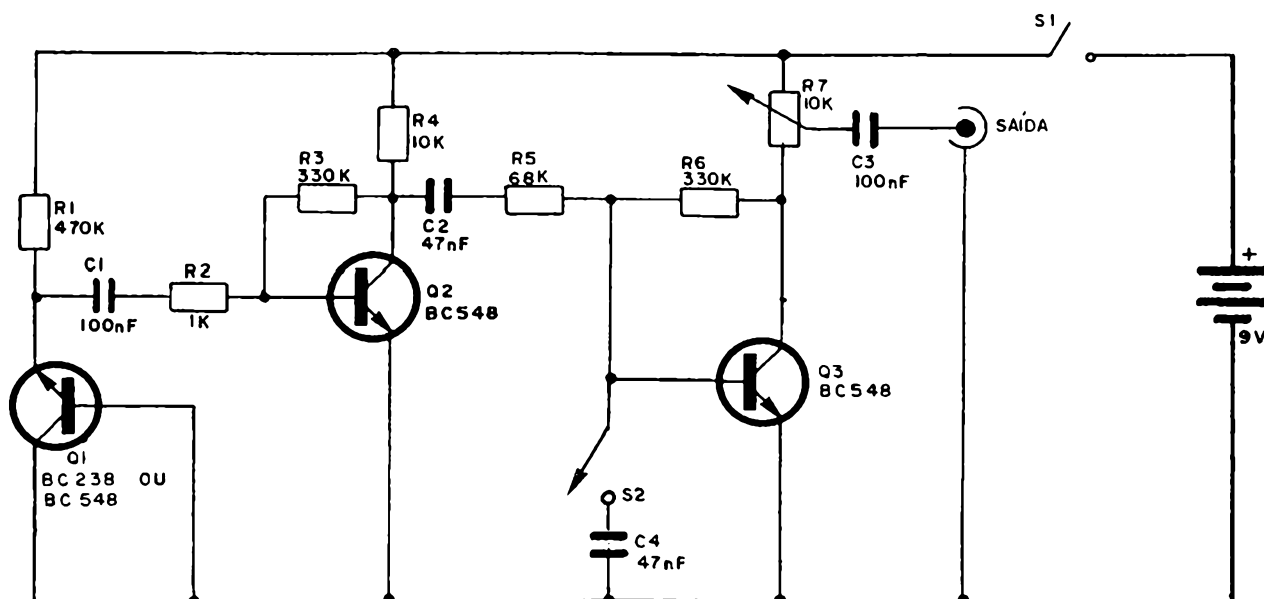 S1
R7
10K
SAÍDA
C3
100nF
R4
10K
R3
330K
R5
68K
R6
330K
C2
47nF
R1
470K
C1
100nF
R2
1K
Q2
BC548
+
9V
Q3
BC548
Q1
BC238 OU
BC548
S2
C4
47nF